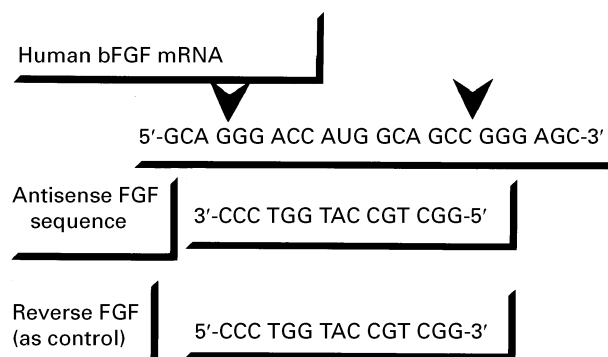 Human bFGF mRNA
5′-GCA GGG ACC AUG GCA GCC GGG AGC-3′
Antisense FGF
sequence
3′-CCC TGG TAC CGT CGG-5′
Reverse FGF
(as control)
5′-CCC TGG TAC CGT CGG-3′